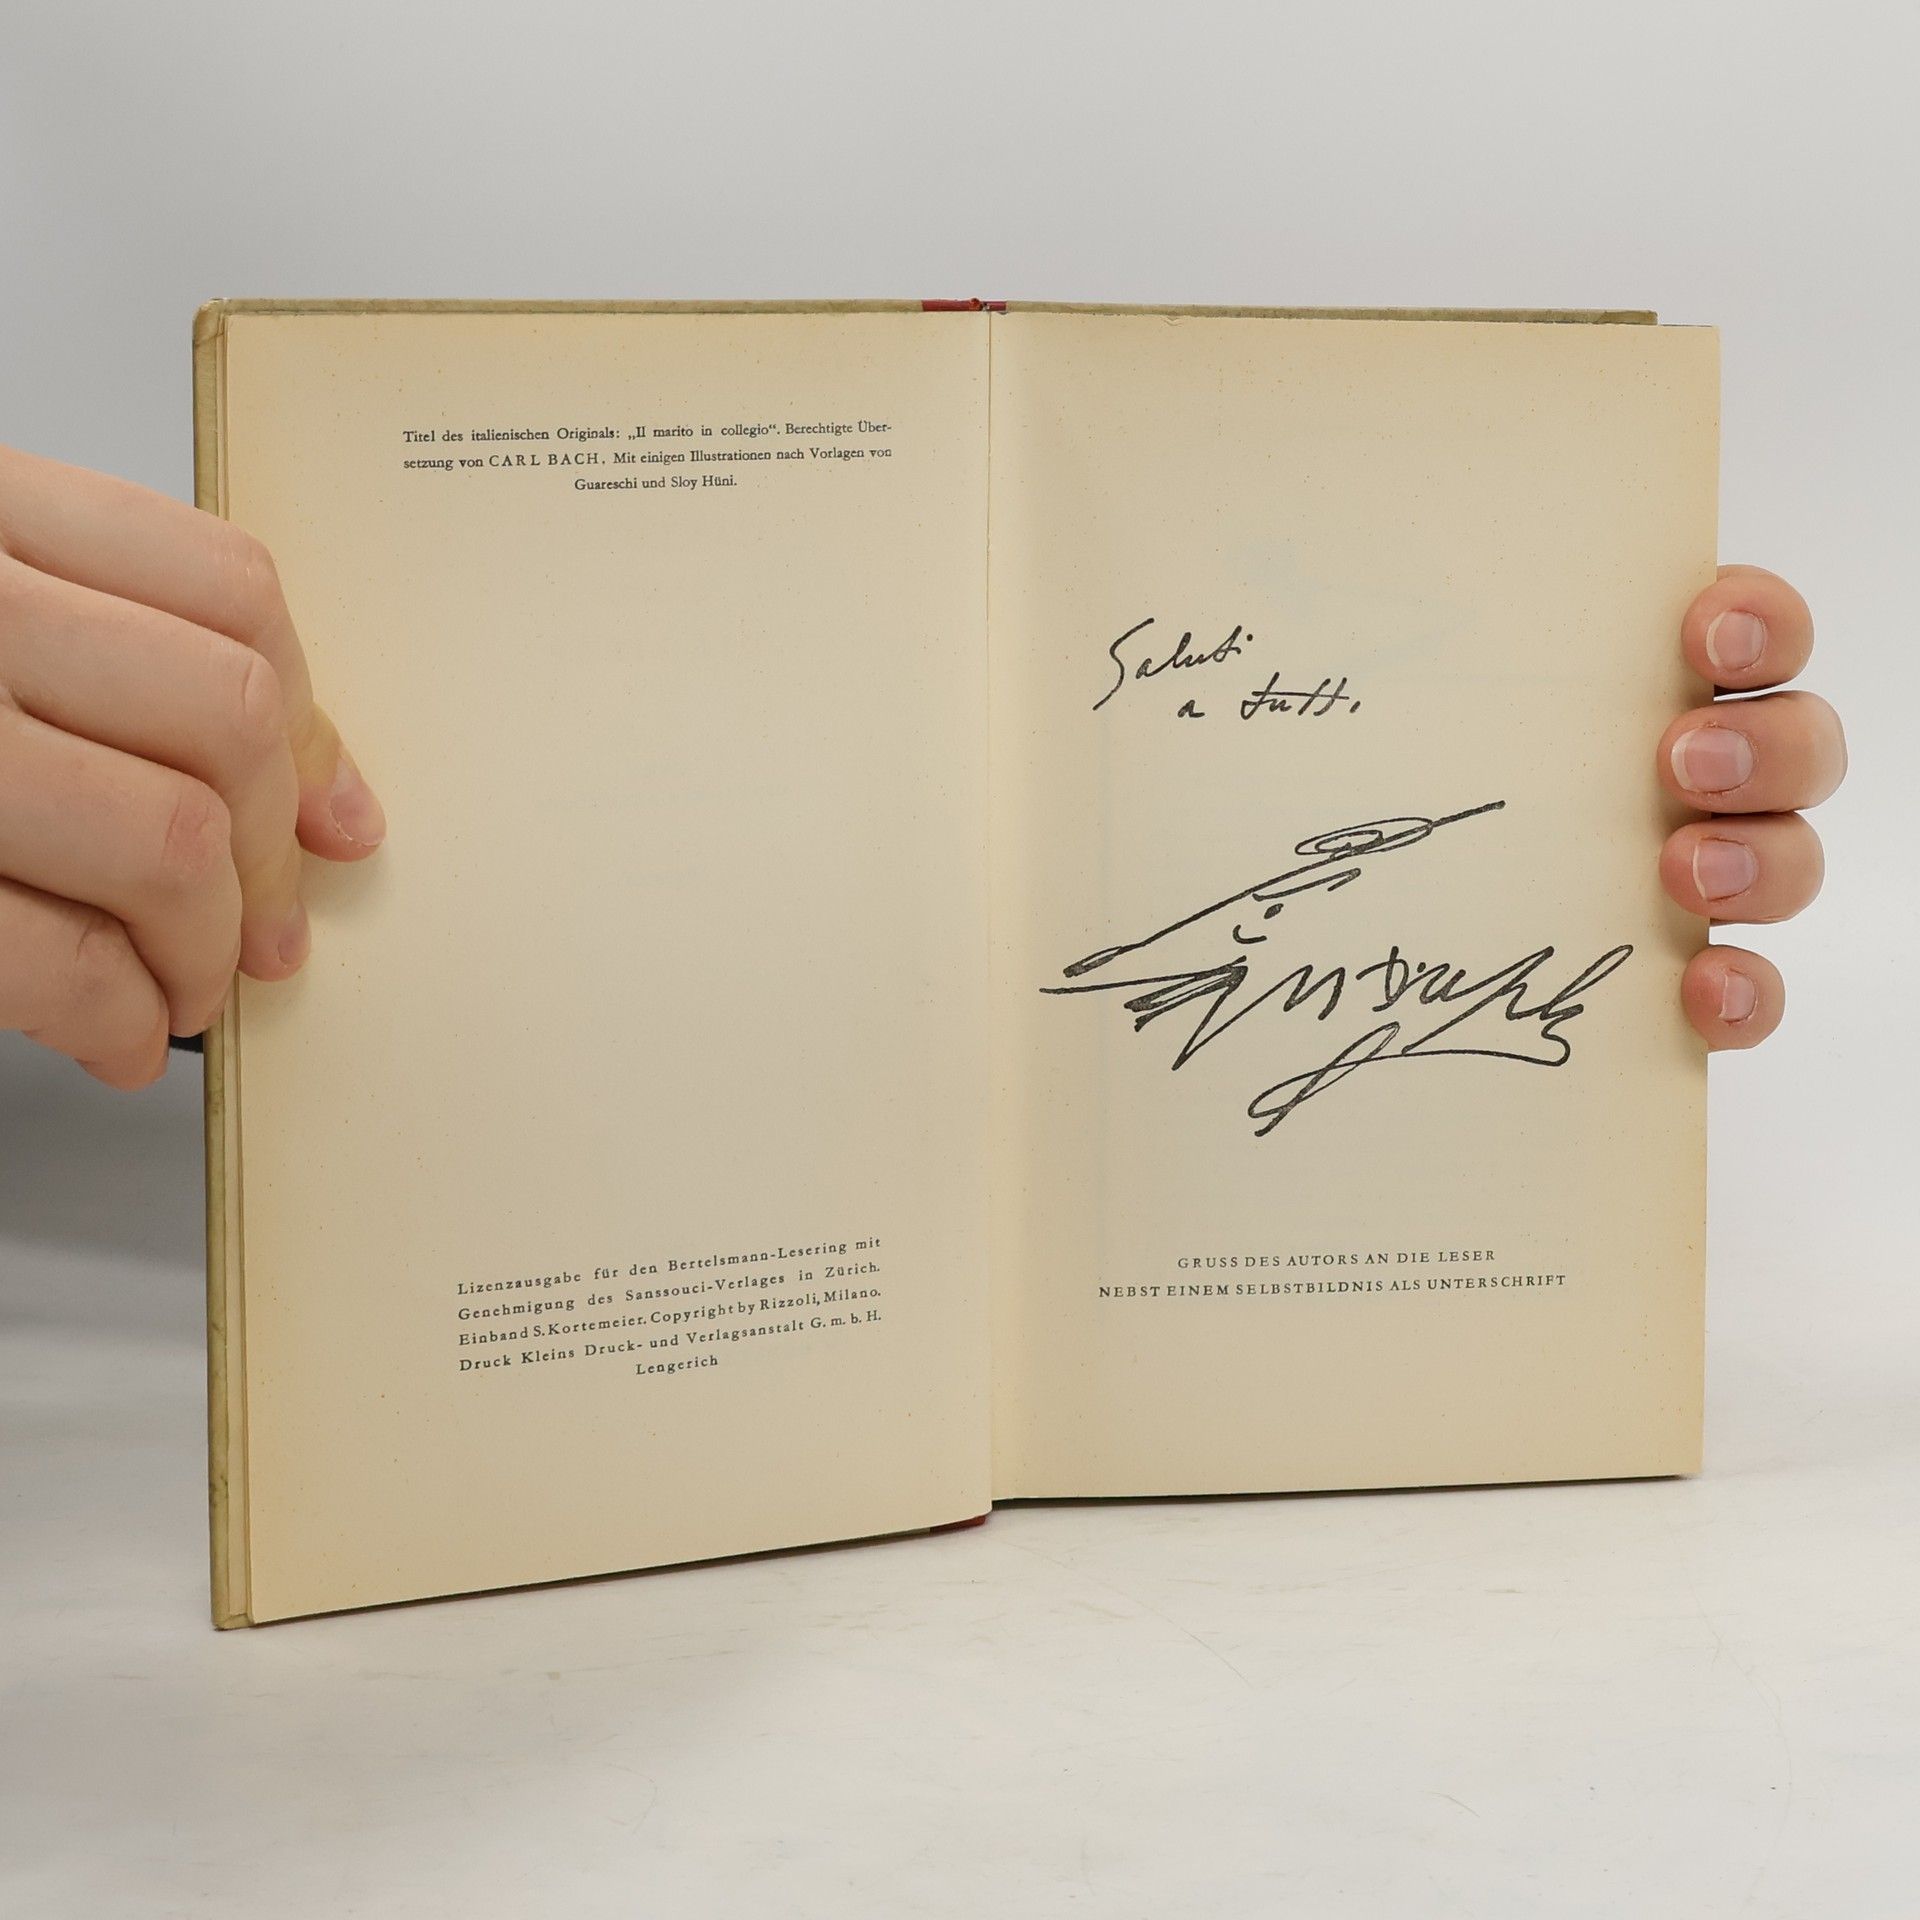 Titel des italienischen Originals: „Il marito in collegio“. Berechtigte Über-
setzung von CARL BACH. Mit einigen Illustrationen nach Vorlagen von
Guareschi und Sloy Hüni.
Lizenzausgabe für den Bertelsmann-Lesering mit
Genehmigung des Sanssouci-Verlages in Zürich.
Einband S. Kortemeier. Copyright by Rizzoli, Milano.
Druck Kleins Druck- und Verlagsanstalt G. m. b. H.
Lengerich
Saluti
a tutti
GRUSS DES AUTORS AN DIE LESER
NEBST EINEM SELBSTBILDNIS ALS UNTERSCHRIFT